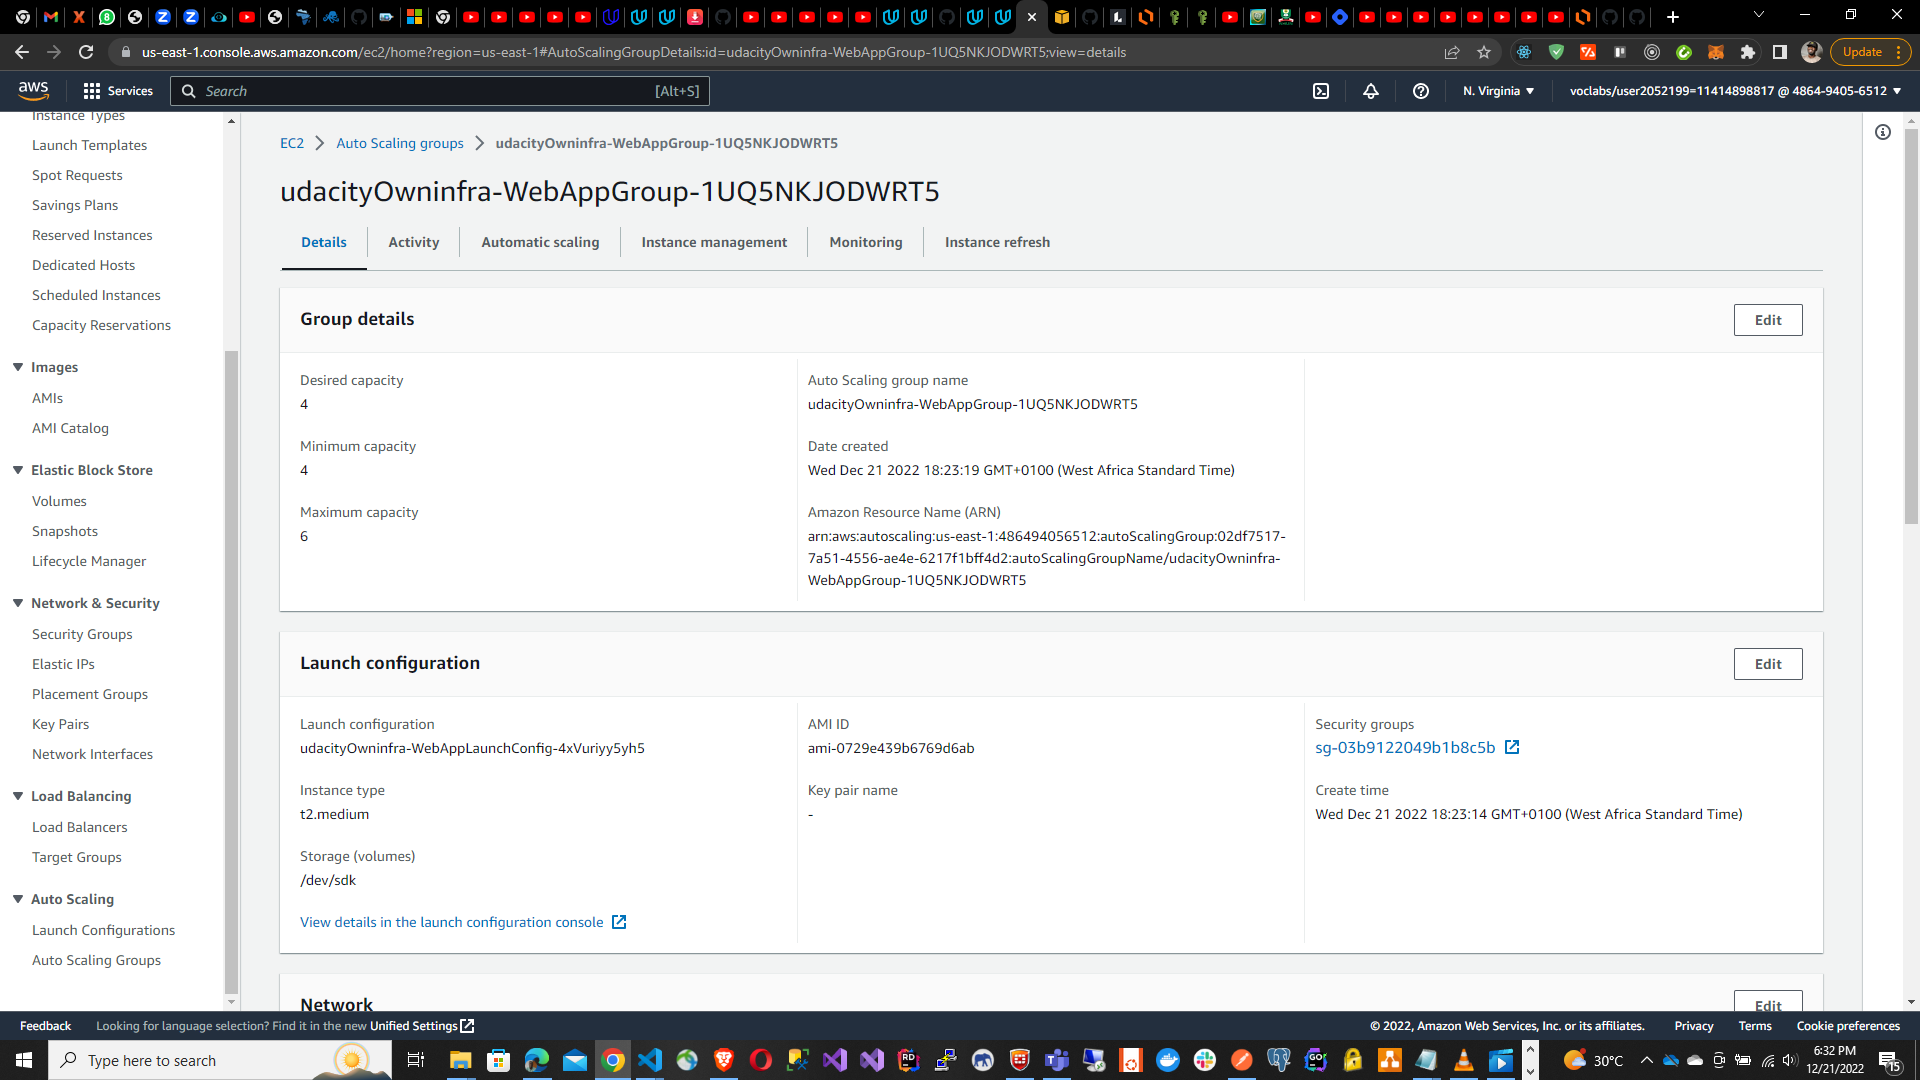 us-east-1.console.aws.amazon.com/ec2/home?region=us-east-1#AutoScalingGroupDetails:id=udacityOwninfra-WebAppGroup-1UQ5NKJODWRT5;view=details
Update
aws
Services
Search
[Alt+S]
N. Virginia
voclabs/user2052199=11414898817 @ 4864-9405-6512
Instance Types
Launch Templates
Spot Requests
Savings Plans
Reserved Instances
Dedicated Hosts
Scheduled Instances
Capacity Reservations
Images
AMIs
AMI Catalog
Elastic Block Store
Volumes
Snapshots
Lifecycle Manager
Network & Security
Security Groups
Elastic IPs
Placement Groups
Key Pairs
Network Interfaces
Load Balancing
Load Balancers
Target Groups
Auto Scaling
Launch Configurations
Auto Scaling Groups
EC2
Auto Scaling groups
udacityOwninfra-WebAppGroup-1UQ5NKJODWRT5
udacityOwninfra-WebAppGroup-1UQ5NKJODWRT5
Details
Activity
Automatic scaling
Instance management
Monitoring
Instance refresh
Group details
Edit
Desired capacity
4
Minimum capacity
4
Maximum capacity
6
Auto Scaling group name
udacityOwninfra-WebAppGroup-1UQ5NKJODWRT5
Date created
Wed Dec 21 2022 18:23:19 GMT+0100 (West Africa Standard Time)
Amazon Resource Name (ARN)
arn:aws:autoscaling:us-east-1:486494056512:autoScalingGroup:02df7517-
7a51-4556-ae4e-6217f1bff4d2:autoScalingGroupName/udacityOwninfra-
WebAppGroup-1UQ5NKJODWRT5
Launch configuration
Edit
Launch configuration
udacityOwninfra-WebAppLaunchConfig-4xVuriyy5yh5
Instance type
t2.medium
Storage (volumes)
/dev/sdk
View details in the launch configuration console
AMI ID
ami-0729e439b6769d6ab
Key pair name
-
Security groups
sg-03b9122049b1b8c5b
Create time
Wed Dec 21 2022 18:23:14 GMT+0100 (West Africa Standard Time)
Network
Edit
Feedback
Looking for language selection? Find it in the new Unified Settings
© 2022, Amazon Web Services, Inc. or its affiliates.
Privacy
Terms
Cookie preferences
Type here to search
30°C
6:32 PM
12/21/2022
15